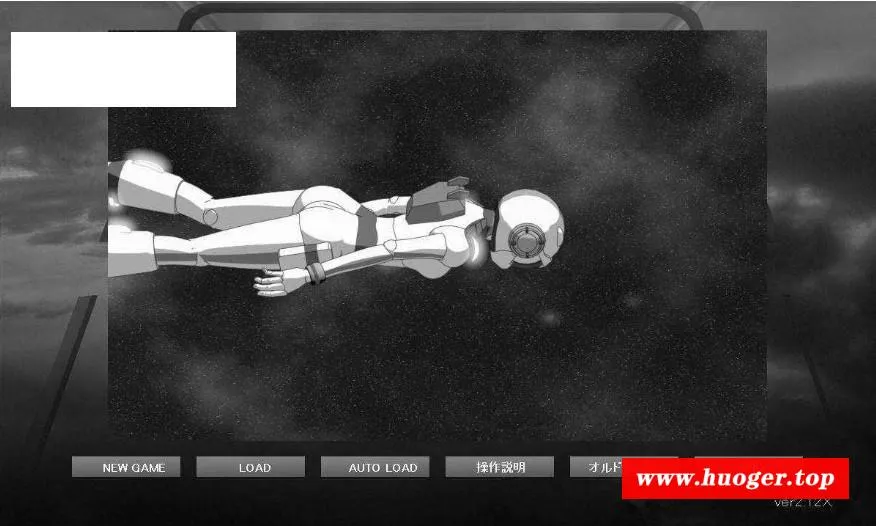 NEW GAME
LOAD
AUTO LOAD
操作説明
オルド
www.huoger.top
ver2.12X